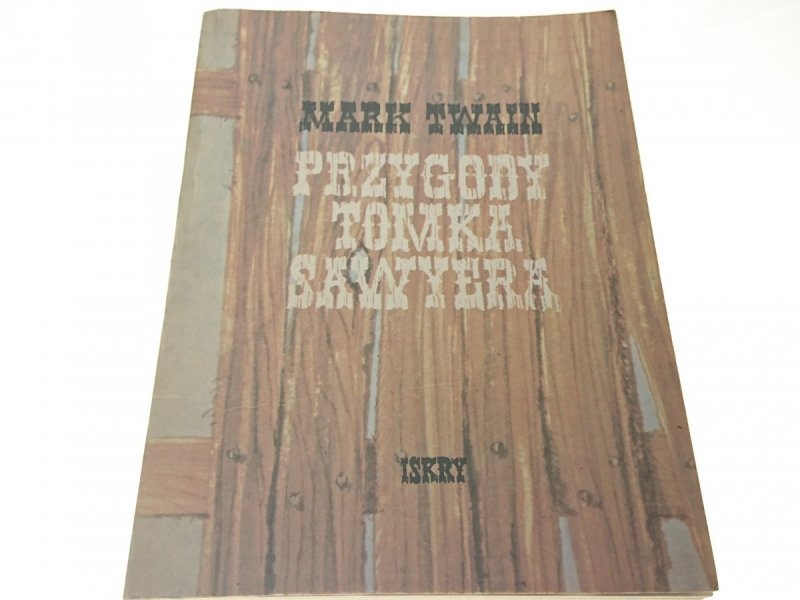 MARK TWAIN
PRZYGODY
TOMKA
SAWYERA
ISKRY